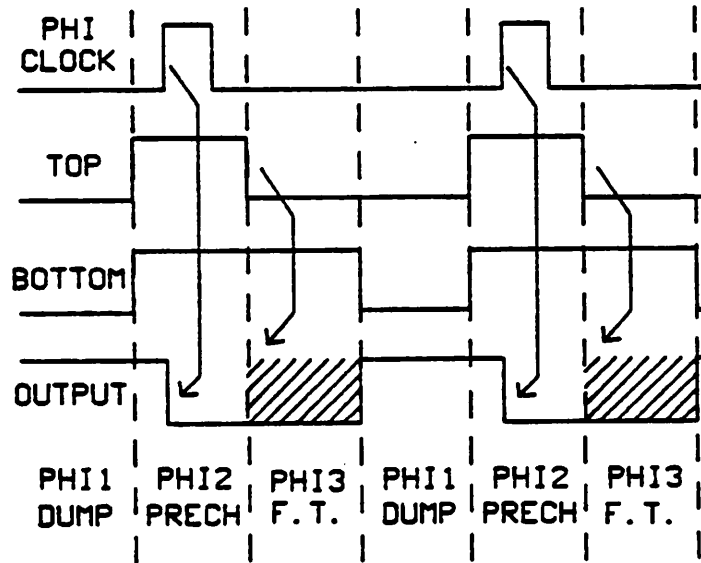 PHI
CLOCK
TOP
BOTTOM
OUTPUT
PHI1 PHI2 PHI3 PHI1 PHI2 PHI3
DUMP PRECH F.T. DUMP PRECH F.T.